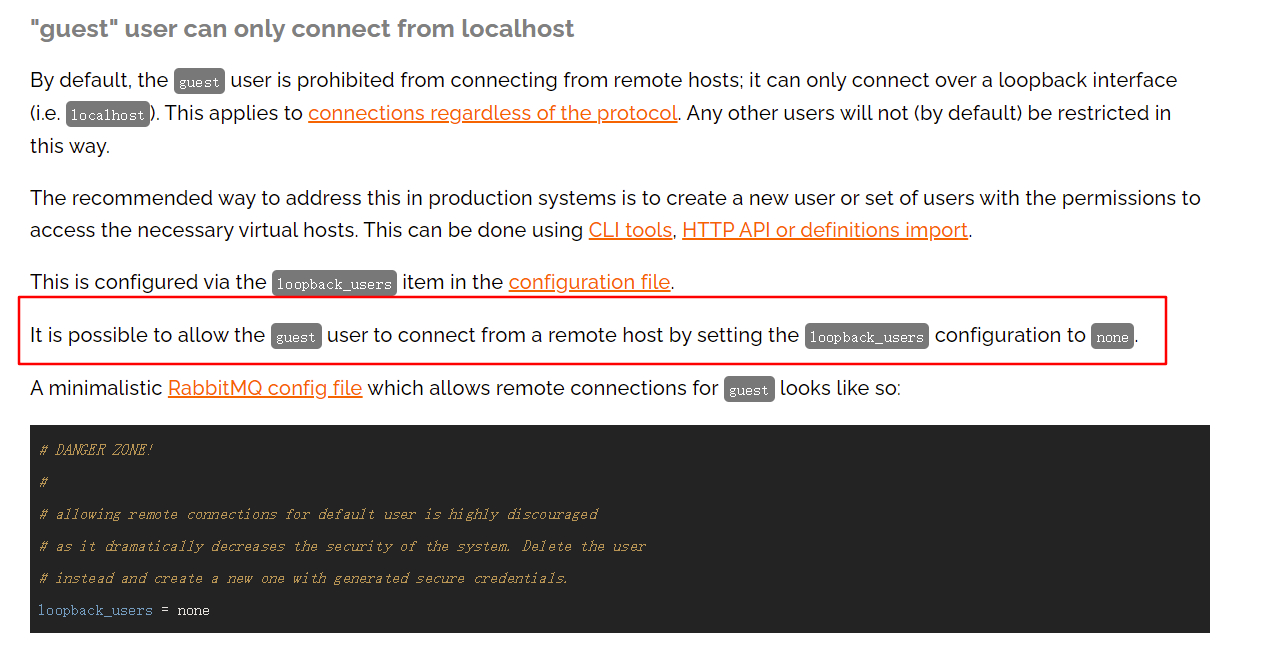 "guest" user can only connect from localhost
By default, the guest user is prohibited from connecting from remote hosts; it can only connect over a loopback interface
(i.e. localhost). This applies to connections regardless of the protocol. Any other users will not (by default) be restricted in
this way.
The recommended way to address this in production systems is to create a new user or set of users with the permissions to
access the necessary virtual hosts. This can be done using CLI tools, HTTP API or definitions import.
This is configured via the loopback_users item in the configuration file.
It is possible to allow the guest user to connect from a remote host by setting the loopback_users configuration to none.
A minimalistic RabbitMQ config file which allows remote connections for guest looks like so:
# DANGER ZONE!
#
# allowing remote connections for default user is highly discouraged
# as it dramatically decreases the security of the system. Delete the user
# instead and create a new one with generated secure credentials.
loopback_users = none